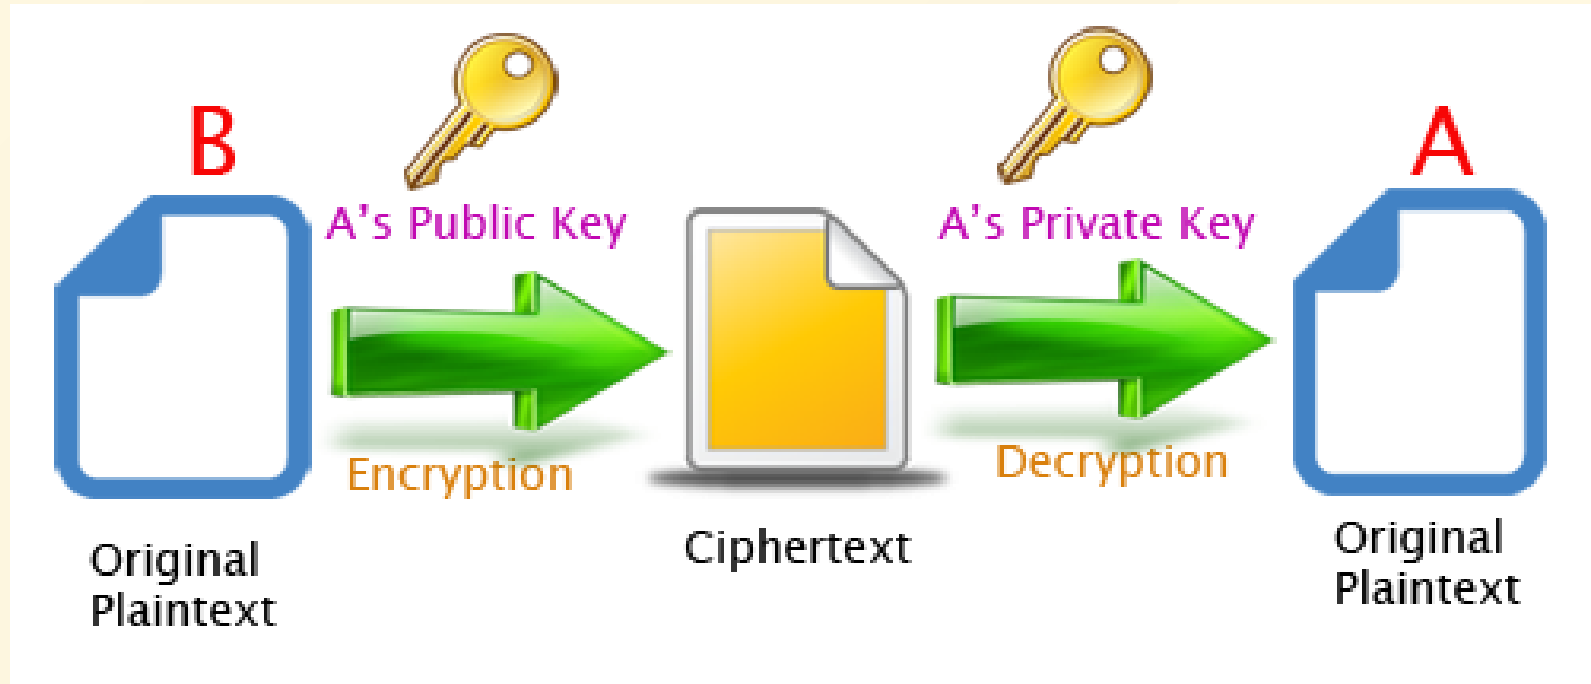 B
A
A's Public Key
A's Private Key
Encryption
Decryption
Ciphertext
Original
Plaintext
Original
Plaintext